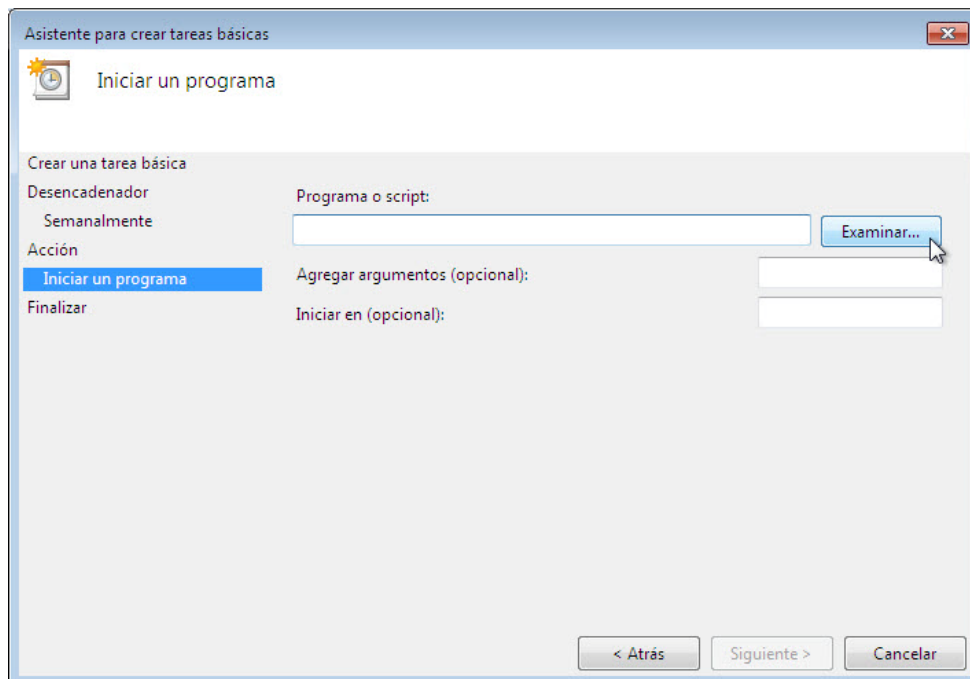 Asistente para crear tareas básicas
Iniciar un programa
Crear una tarea básica
Desencadenador
Semanalmente
Acción
Iniciar un programa
Finalizar
Programa o script:
Examinar...
Agregar argumentos (opcional):
Iniciar en (opcional):
< Atrás
Siguiente >
Cancelar